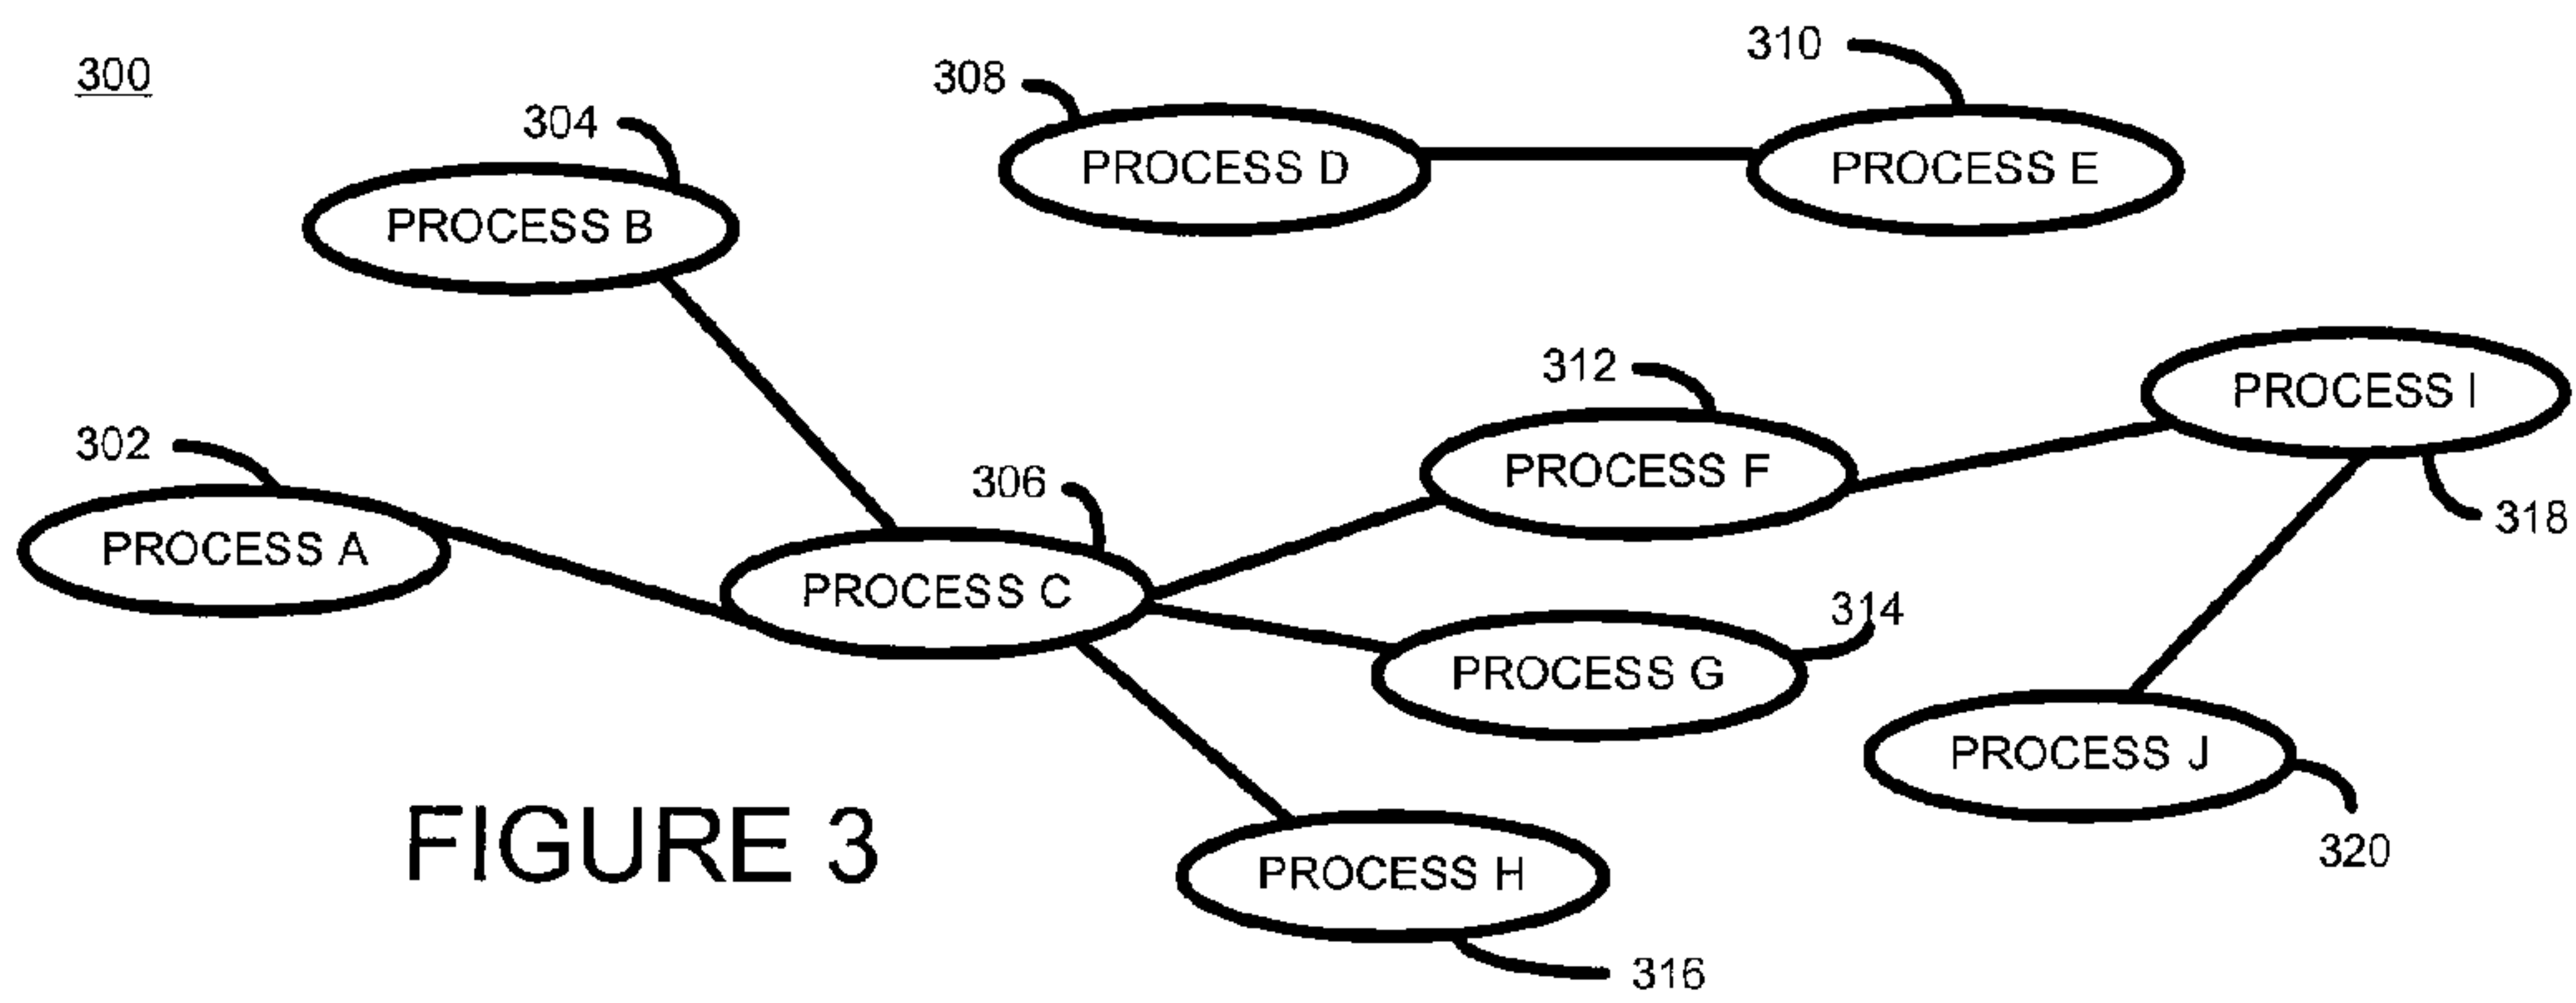 300
304
308
310
PROCESS B
PROCESS D
PROCESS E
302
306
312
PROCESS I
318
PROCESS A
PROCESS C
PROCESS F
314
PROCESS G
PROCESS J
320
FIGURE 3
PROCESS H
316